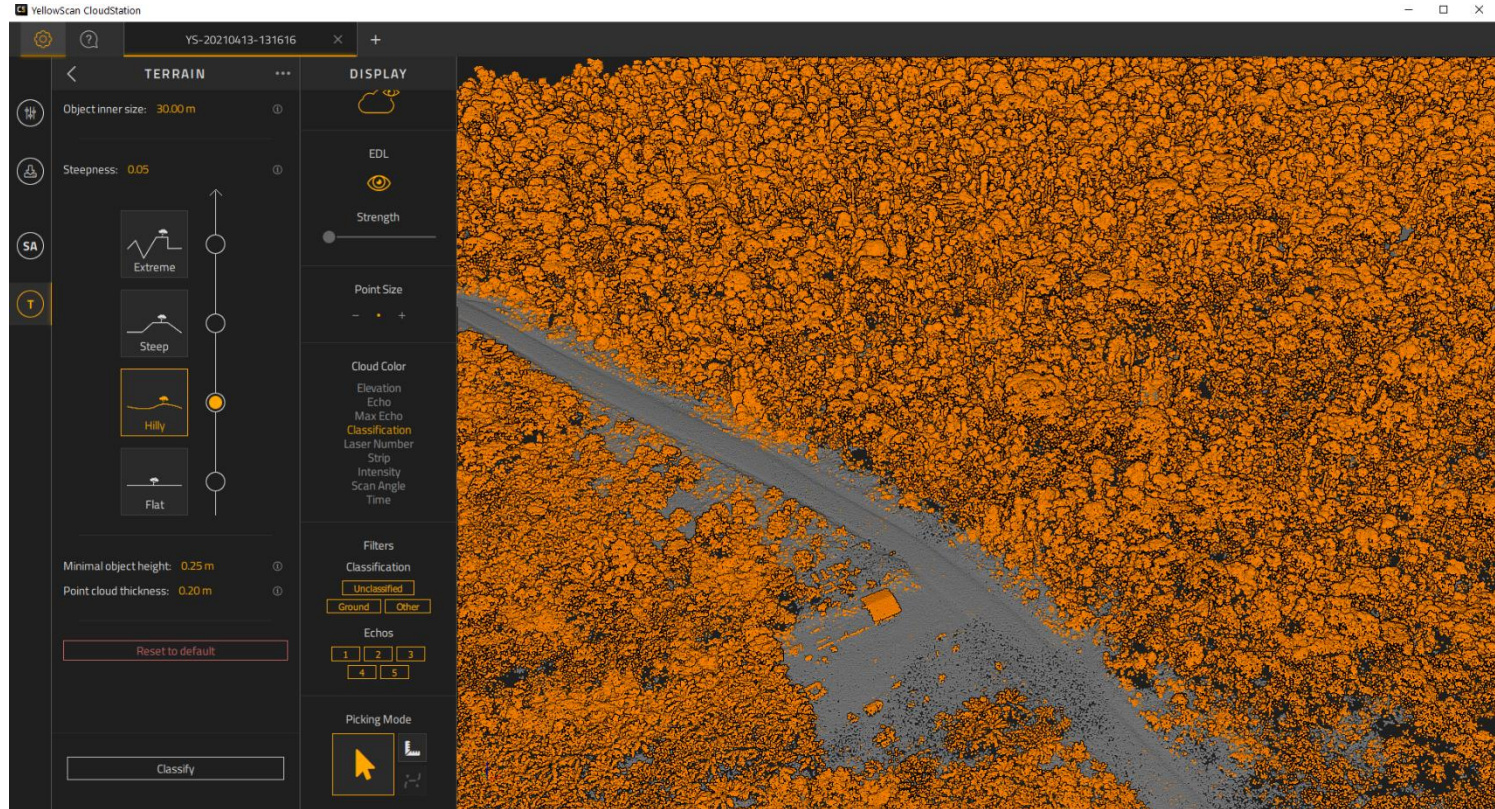 CS YellowScan CloudStation
YS-20210413-131616
TERRAIN
Object inner size: 30.00 m
Steepness: 0.05
Extreme
Steep
Hilly
Flat
Minimal object height: 0.25 m
Point cloud thickness: 0.20 m
Reset to default
Classify
DISPLAY
EDL
Strength
Point Size
Cloud Color
Elevation
Echo
Max Echo
Classification
Laser Number
Strip
Intensity
Scan Angle
Time
Filters
Classification
Unclassified
Ground Other
Echos
1 2 3
4 5
Picking Mode
SA
T